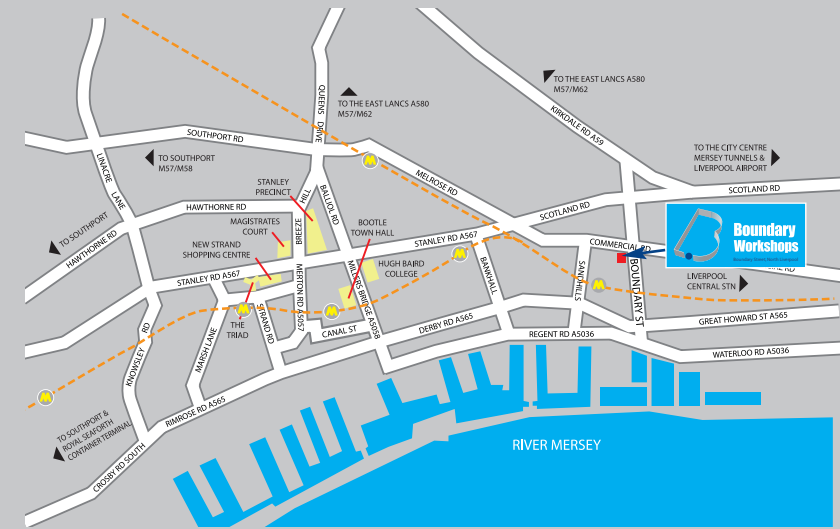 TO THE EAST LANCS A580
M57/M62
TO THE EAST LANCS A580
M57/M62
QUEENS DRIVE
KIRKDALE RD A59
SOUTHPORT RD
TO THE CITY CENTRE
MERSEY TUNNELS &
LIVERPOOL AIRPORT
TO SOUTHPORT
M57/M58
LINACRE LANE
MELROSE RD
STANLEY
PRECINCT
HILL
BALLIOL RD
SCOTLAND RD
HAWTHORNE RD
SCOTLAND RD
MAGISTRATES
COURT
BREEZE
BOOTLE
TOWN HALL
TO SOUTHPORT
HAWTHORNE RD
STANLEY RD A567
COMMERCIAL RD
Boundary
Workshops
NEW STRAND
SHOPPING CENTRE
HUGH BAIRD
COLLEGE
STANLEY RD A567
MERTON RD A5057
MILLERS BRIDGE A5058
BANKHALL
SANDHILLS
BOUNDARY ST
LIVERPOOL
CENTRAL STN
M
M
M
M
M
M
THE
TRIAD
STRAND RD
CANAL ST
DERBY RD A565
GREAT HOWARD ST A565
KNOWSLEY RD
MARSH LANE
REGENT RD A5036
WATERLOO RD A5036
RIMROSE RD A565
TO SOUTHPORT &
ROYAL SEAFORTH
CONTAINER TERMINAL
CROSBY RD SOUTH
RIVER MERSEY